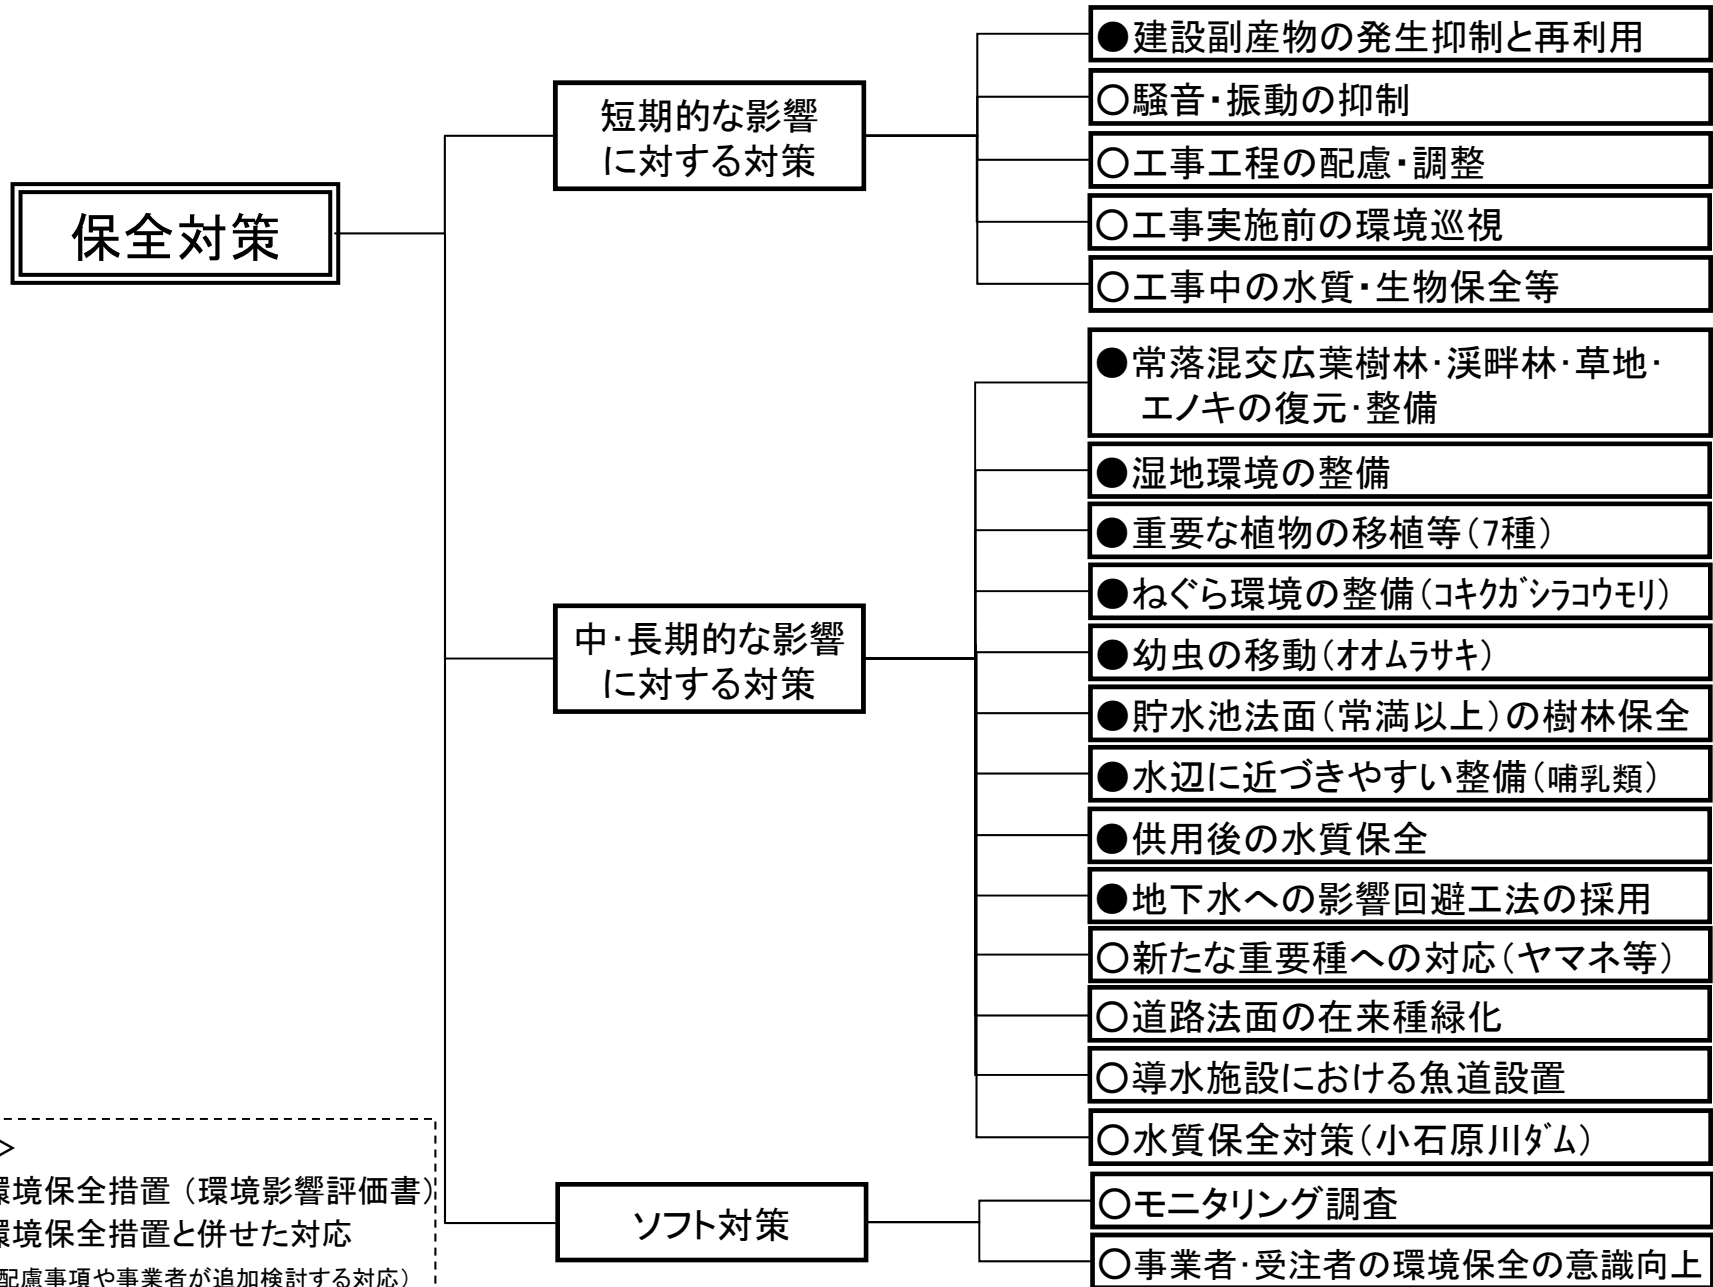 保全対策
短期的な影響
に対する対策
●建設副産物の発生抑制と再利用
○騒音・振動の抑制
○工事工程の配慮・調整
○工事実施前の環境巡視
○工事中の水質・生物保全等
中・長期的な影響
に対する対策
●常落混交広葉樹林・渓畔林・草地・
エノキの復元・整備
●湿地環境の整備
●重要な植物の移植等（7種）
●ねぐら環境の整備（ｺｷｸｶﾞｼﾗｺｳﾓﾘ）
●幼虫の移動（ｵｵﾑﾗｻｷ）
●貯水池法面（常満以上）の樹林保全
●水辺に近づきやすい整備（哺乳類）
●供用後の水質保全
●地下水への影響回避工法の採用
○新たな重要種への対応（ヤマネ等）
○道路法面の在来種緑化
○導水施設における魚道設置
○水質保全対策（小石原川ﾀﾞﾑ）
ソフト対策
○モニタリング調査
○事業者・受注者の環境保全の意識向上
＞
環境保全措置（環境影響評価書）
環境保全措置と併せた対応
配慮事項や事業者が追加検討する対応）